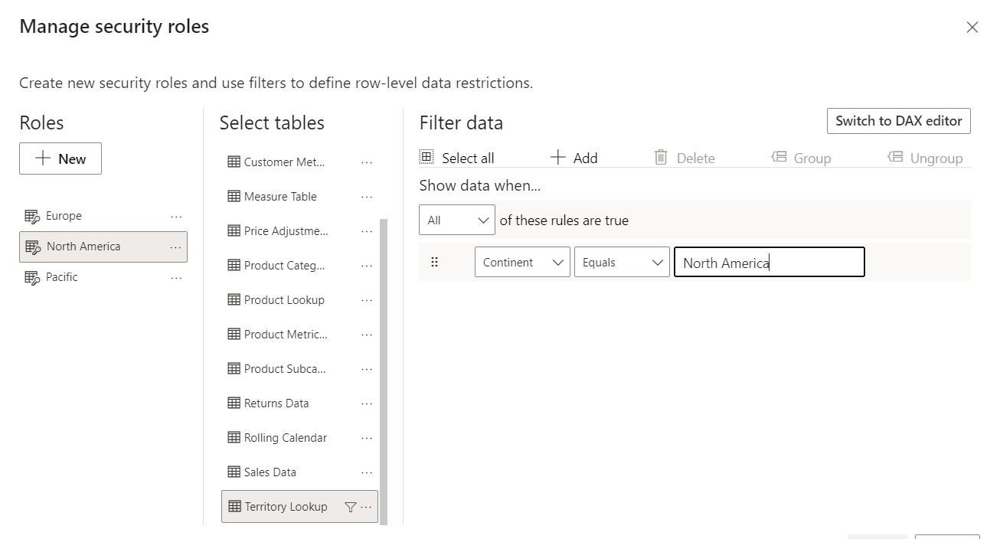 Manage security roles
Create new security roles and use filters to define row-level data restrictions.
Roles
New
Europe
North America
Pacific
Select tables
Customer Met...
Measure Table
Price Adjustme...
Product Categ...
Product Lookup
Product Metric...
Product Subca...
Returns Data
Rolling Calendar
Sales Data
Territory Lookup
Filter data
Switch to DAX editor
Select all Add Delete Group Ungroup
Show data when...
All of these rules are true
Continent Equals North America